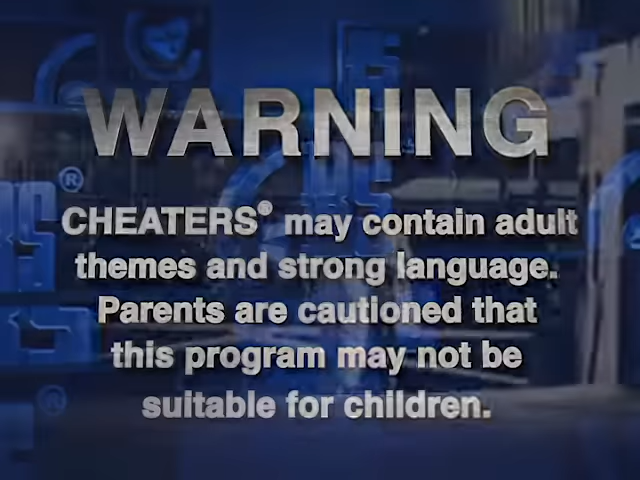 WARNING
CHEATERS® may contain adult
themes and strong language.
Parents are cautioned that
this program may not be
suitable for children.